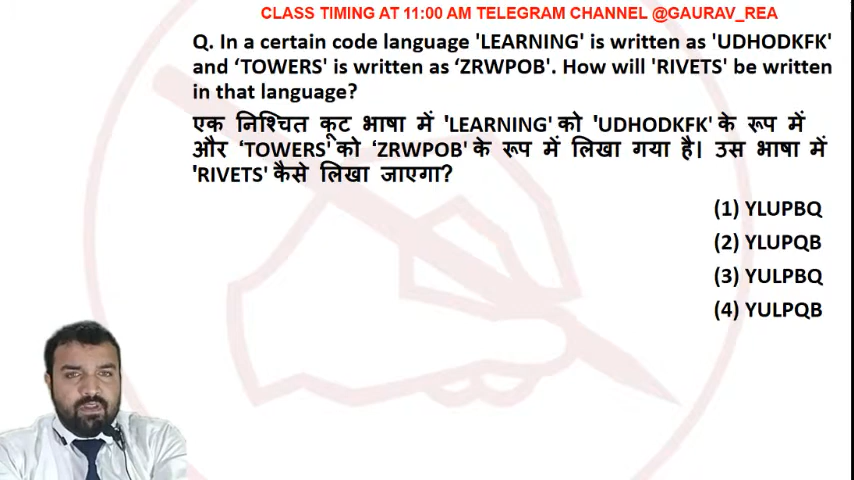 CLASS TIMING AT 11:00 AM TELEGRAM CHANNEL @GAURAV_REA
Q. In a certain code language 'LEARNING' is written as 'UDHODKFK'
and ‘TOWERS' is written as ‘ZRWPOB'. How will 'RIVETS' be written
in that language?
एक निश्चित कूट भाषा में 'LEARNING' को 'UDHODKFK' के रूप में
और ‘TOWERS' को ‘ZRWPOB' के रूप में लिखा गया है। उस भाषा में
'RIVETS' कैसे लिखा जाएगा?
(1) YLUPBQ
(2) YLUPQB
(3) YULPBQ
(4) YULPQB